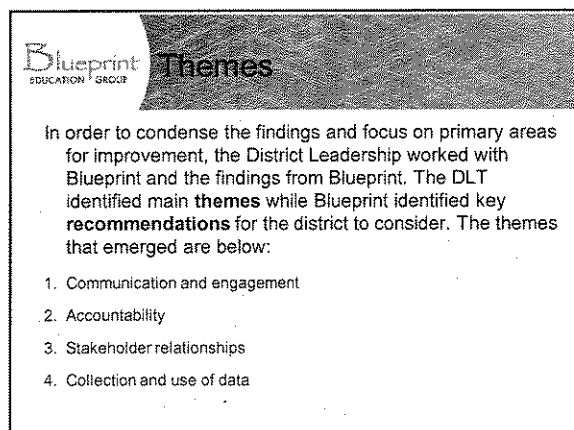 Blueprint
EDUCATION GROUP
Themes
In order to condense the findings and focus on primary areas
for improvement, the District Leadership worked with
Blueprint and the findings from Blueprint. The DLT
identified main themes while Blueprint identified key
recommendations for the district to consider. The themes
that emerged are below:
1. Communication and engagement
2. Accountability
3. Stakeholder relationships
4. Collection and use of data